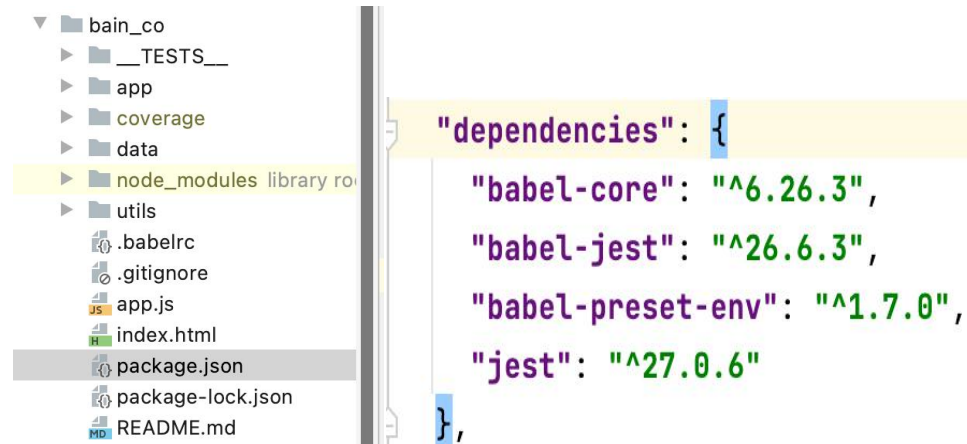 bain_co
__TESTS__
app
coverage
data
node_modules library
utils
.babelrc
.gitignore
app.js
index.html
package.json
package-lock.json
README.md
"dependencies": {
"babel-core": "^6.26.3",
"babel-jest": "^26.6.3",
"babel-preset-env": "^1.7.0",
"jest": "^27.0.6"
},